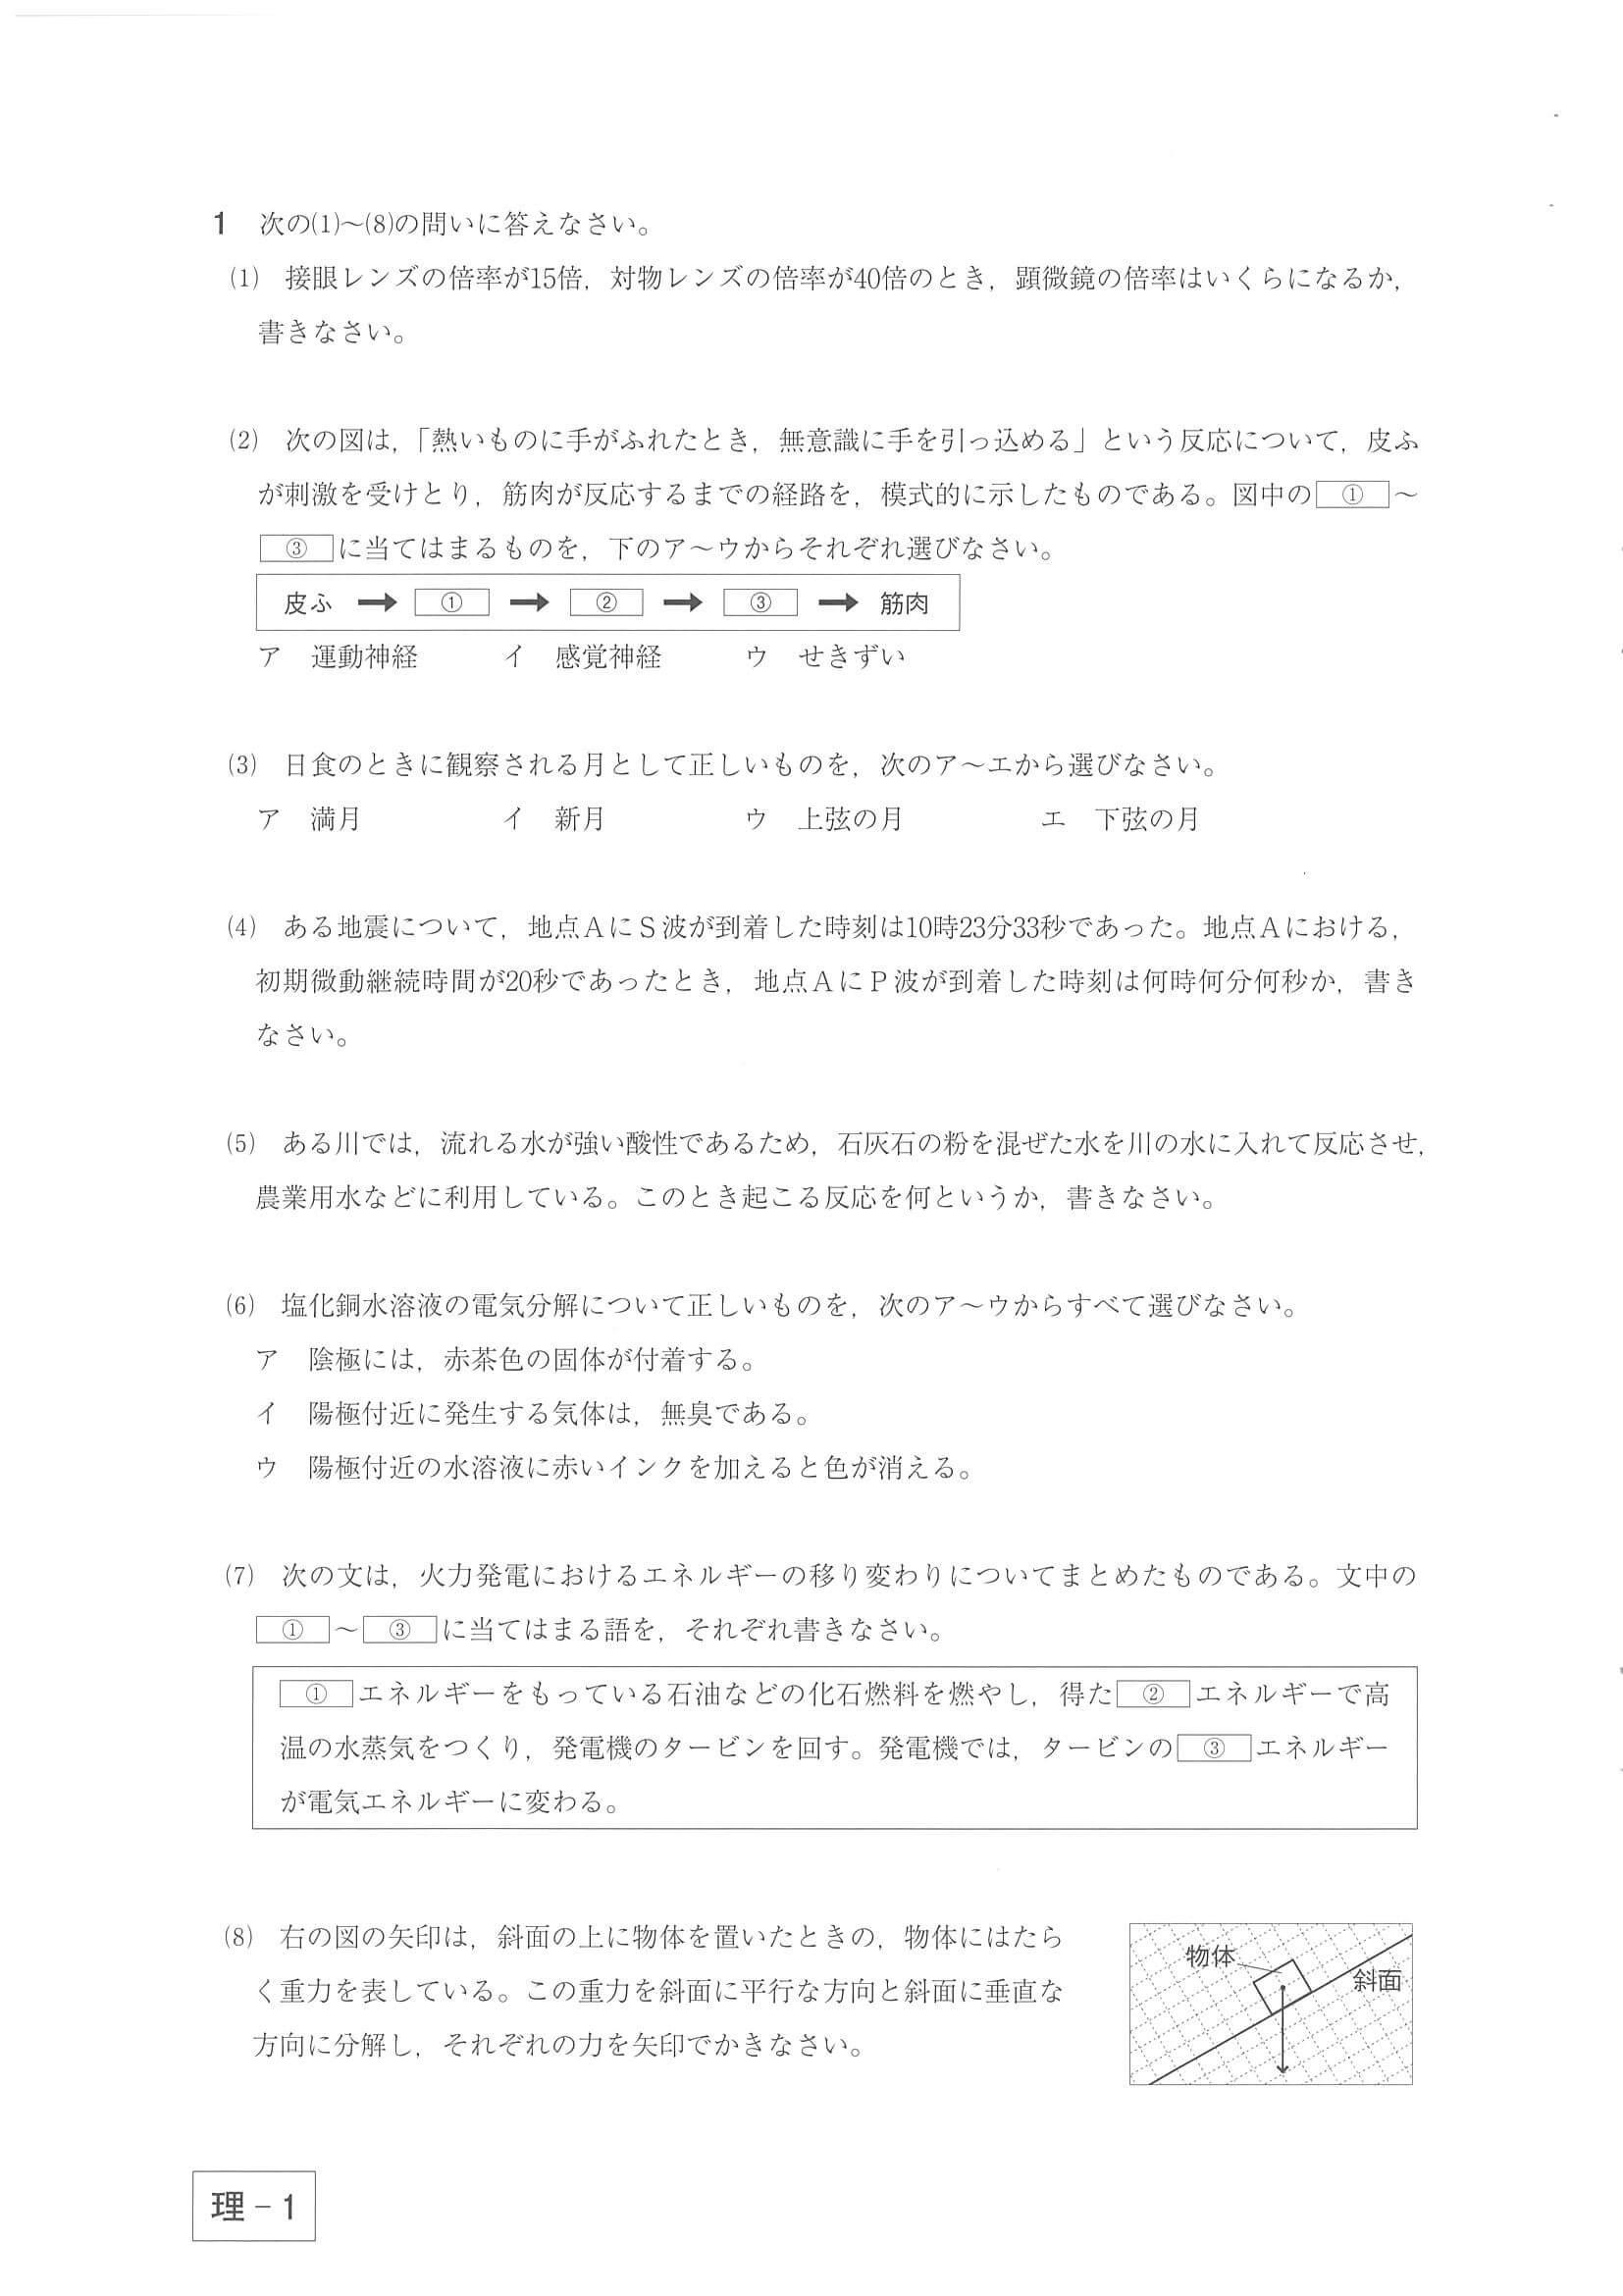 1　次の⑴～⑻の問いに答えなさい。
⑴　接眼レンズの倍率が15倍，対物レンズの倍率が40倍のとき，顕微鏡の倍率はいくらになるか，
書きなさい。
⑵　次の図は，「熱いものに手がふれたとき，無意識に手を引っ込める」という反応について，皮ふ
が刺激を受けとり，筋肉が反応するまでの経路を，模式的に示したものである。図中の ① ～
③ に当てはまるものを，下のア～ウからそれぞれ選びなさい。
皮ふ ➡ ① ➡ ② ➡ ③ ➡ 筋肉
ア　運動神経　　　イ　感覚神経　　　ウ　せきずい
⑶　日食のときに観察される月として正しいものを，次のア～エから選びなさい。
ア　満月　　　イ　新月　　　ウ　上弦の月　　　エ　下弦の月
⑷　ある地震について，地点AにS波が到着した時刻は10時23分33秒であった。地点Aにおける，
初期微動継続時間が20秒であったとき，地点AにP波が到着した時刻は何時何分何秒か，書き
なさい。
⑸　ある川では，流れる水が強い酸性であるため，石灰石の粉を混ぜた水を川の水に入れて反応させ，
農業用水などに利用している。このとき起こる反応を何というか，書きなさい。
⑹　塩化銅水溶液の電気分解について正しいものを，次のア～ウからすべて選びなさい。
ア　陰極には，赤茶色の固体が付着する。
イ　陽極付近に発生する気体は，無臭である。
ウ　陽極付近の水溶液に赤いインクを加えると色が消える。
⑺　次の文は，火力発電におけるエネルギーの移り変わりについてまとめたものである。文中の
① ～ ③ に当てはまる語を，それぞれ書きなさい。
① エネルギーをもっている石油などの化石燃料を燃やし，得た ② エネルギーで高
温の水蒸気をつくり，発電機のタービンを回す。発電機では，タービンの ③ エネルギー
が電気エネルギーに変わる。
⑻　右の図の矢印は，斜面の上に物体を置いたときの，物体にはたら
く重力を表している。この重力を斜面に平行な方向と斜面に垂直な
方向に分解し，それぞれの力を矢印でかきなさい。
物体
斜面
理－1